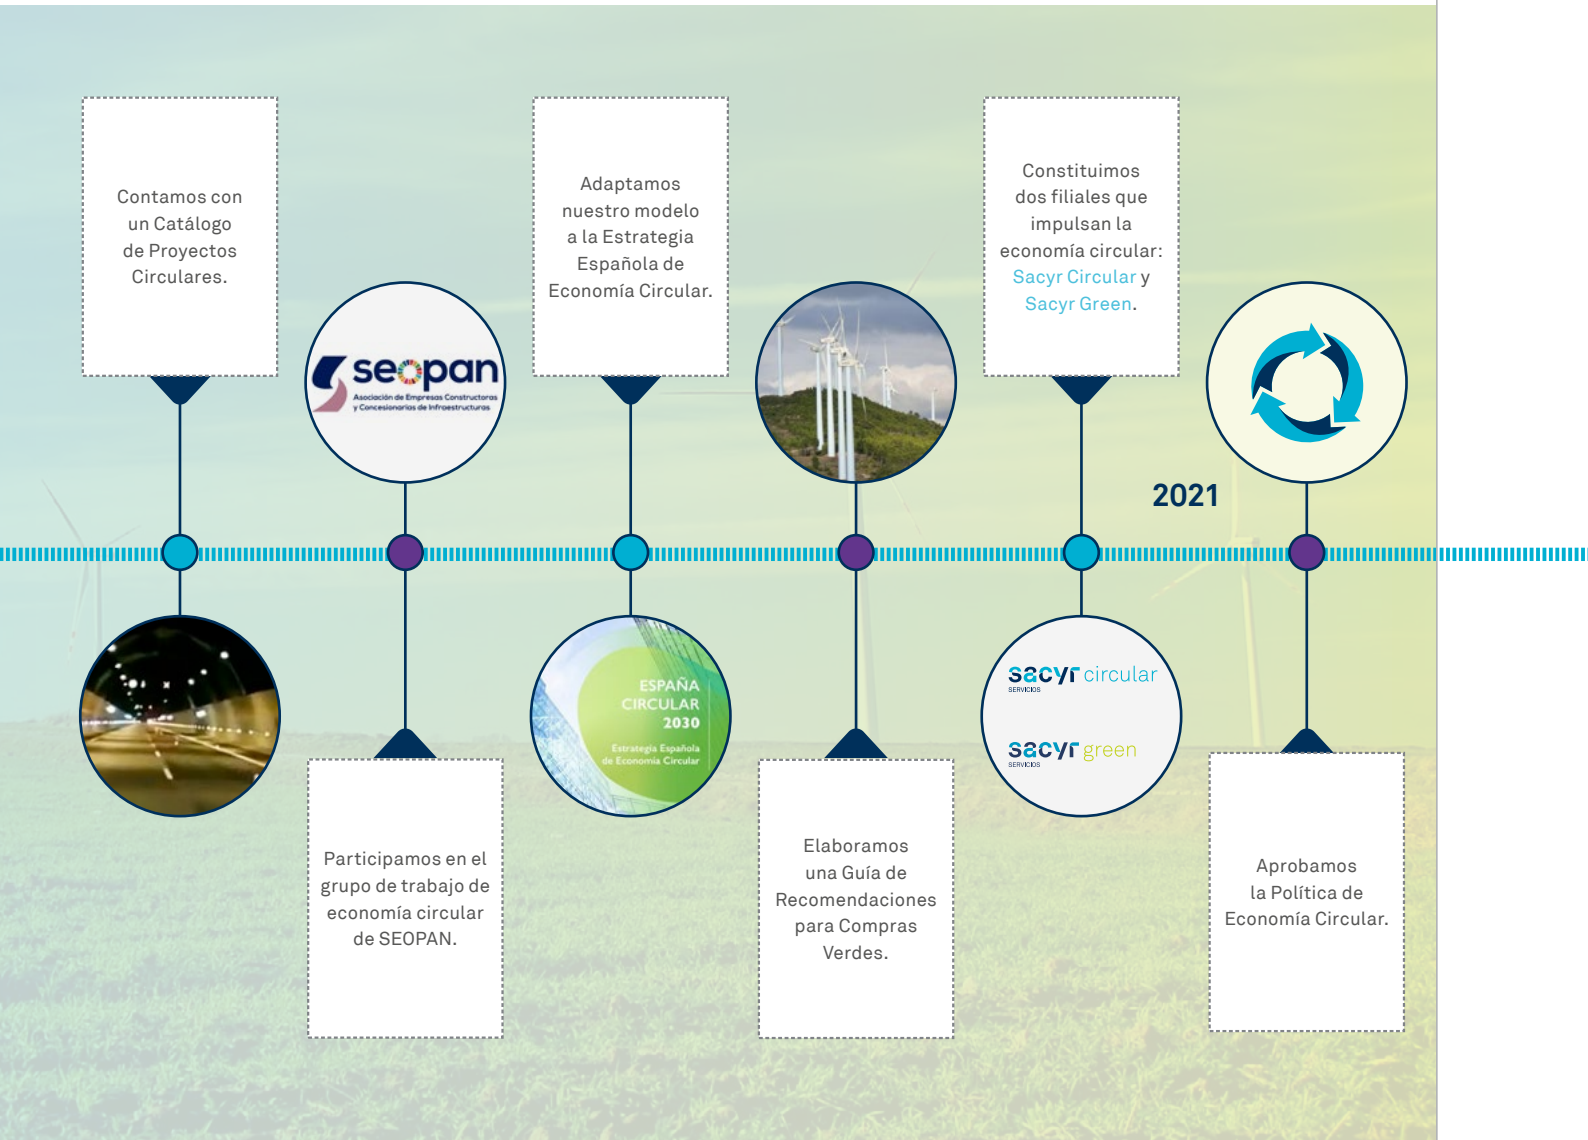 Contamos con
un Catálogo
de Proyectos
Circulares.
seopan
Asociación de Empresas Constructoras
y Concesionarias de Infraestructuras
Participamos en el
grupo de trabajo de
economía circular
de SEOPAN.
Adaptamos
nuestro modelo
a la Estrategia
Española de
Economía Circular.
ESPAÑA
CIRCULAR
2030
Estrategia Española
de Economía Circular
Elaboramos
una Guía de
Recomendaciones
para Compras
Verdes.
Constituimos
dos filiales que
impulsan la
economía circular:
Sacyr Circular y
Sacyr Green.
sacyr circular
SERVICIOS
sacyr green
SERVICIOS
2021
Aprobamos
la Política de
Economía Circular.